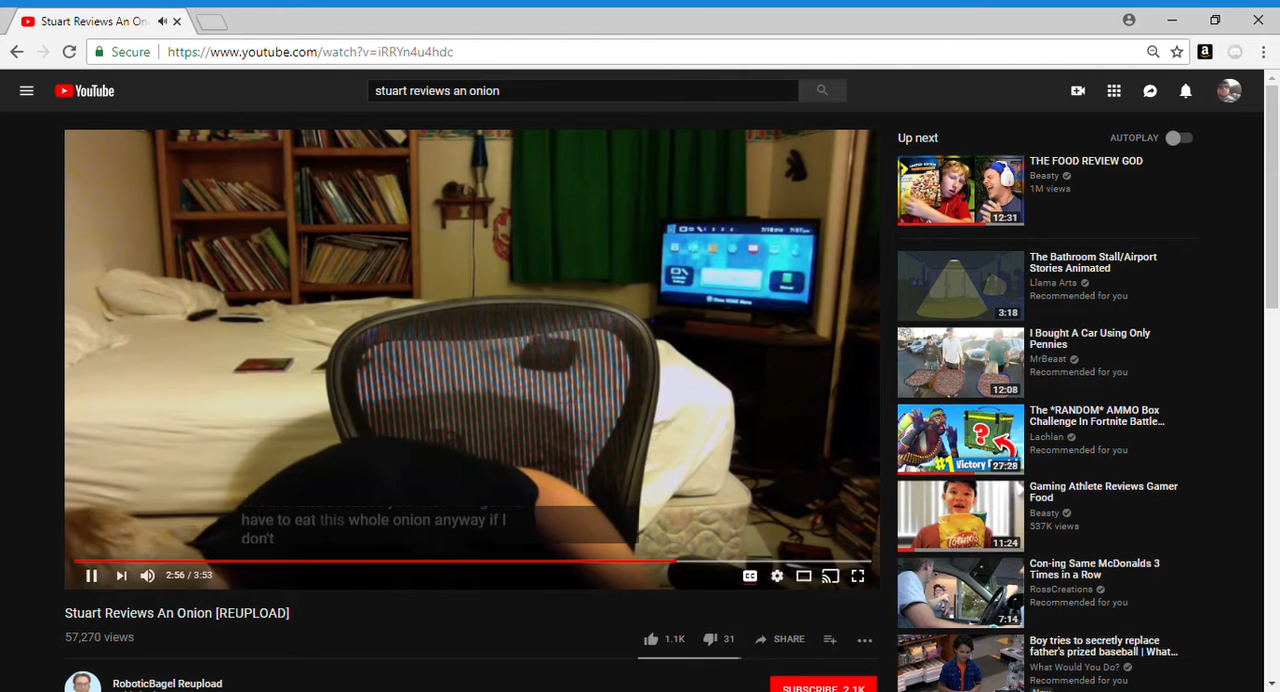 Stuart Reviews An On
Secure
https://www.youtube.com/watch?v=iRRYn4u4hdc
YouTube
stuart reviews an onion
have to eat this whole onion anyway if I
don't
2:56 / 3:53
CC
Stuart Reviews An Onion [REUPLOAD]
57,270 views
1.1K
31
SHARE
RoboticBagel Reupload
SUBSCRIBE 2.1K
Up next
AUTOPLAY
THE FOOD REVIEW GOD
Beasty
1M views
12:31
The Bathroom Stall/Airport
Stories Animated
Llama Arts
Recommended for you
3:18
I Bought A Car Using Only
Pennies
MrBeast
Recommended for you
12:08
The *RANDOM* AMMO Box
Challenge In Fortnite Battle...
Lachlan
Recommended for you
?
#1 Victory
27:28
Gaming Athlete Reviews Gamer
Food
Beasty
537K views
Totino's
11:24
Con-ing Same McDonalds 3
Times in a Row
RossCreations
Recommended for you
7:14
Boy tries to secretly replace
father's prized baseball | What...
What Would You Do?
Recommended for you